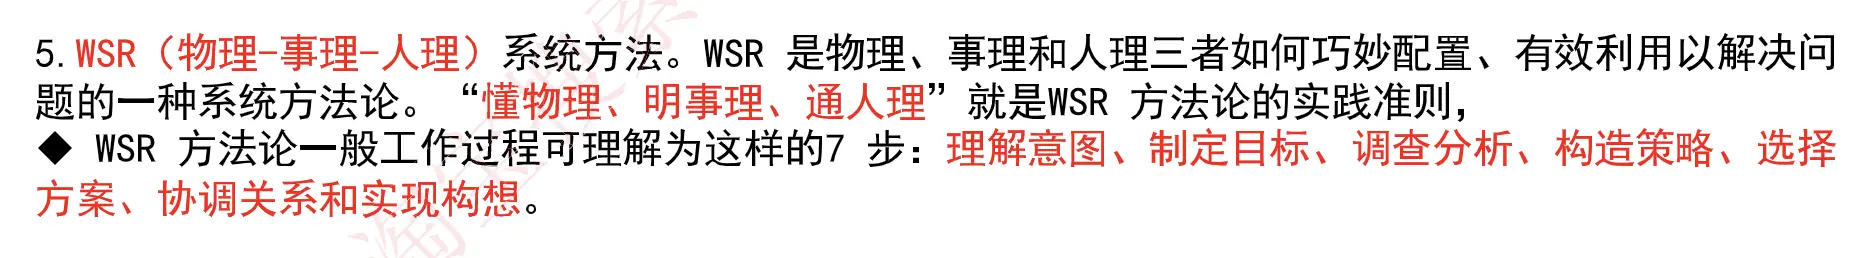 5.WSR（物理-事理-人理）系统方法。WSR 是物理、事理和人理三者如何巧妙配置、有效利用以解决问
题的一种系统方法论。“懂物理、明事理、通人理”就是WSR 方法论的实践准则，
◆ WSR 方法论一般工作过程可理解为这样的7 步：理解意图、制定目标、调查分析、构造策略、选择
方案、协调关系和实现构想。